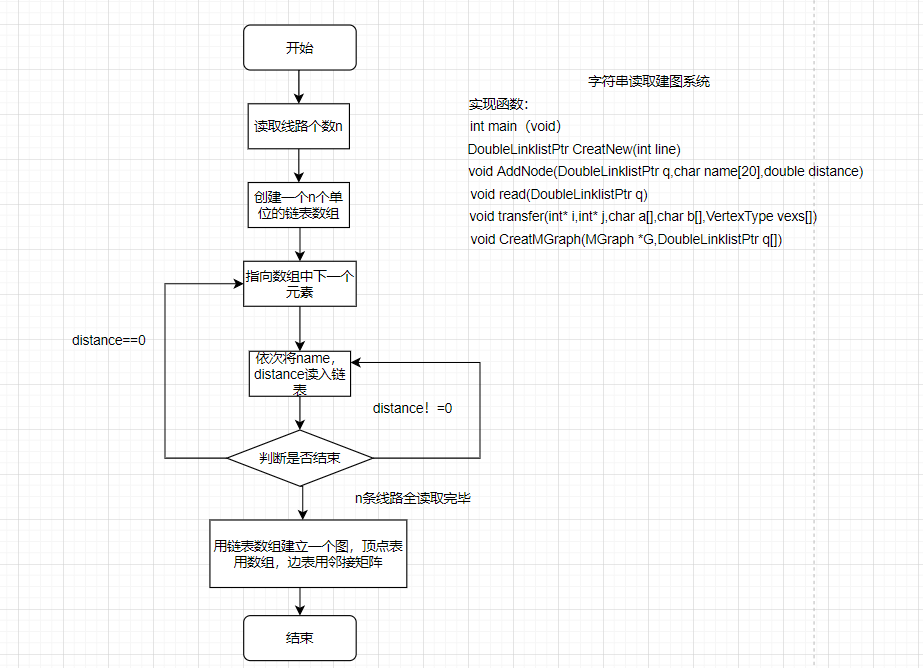 开始
读取线路个数n
创建一个n个单
位的链表数组
指向数组中下一个
元素
distance==0
依次将name，
distance读入链
表
distance！=0
判断是否结束
n条线路全读取完毕
用链表数组建立一个图，顶点表
用数组，边表用邻接矩阵
结束
字符串读取建图系统
实现函数：
int main（void）
DoubleLinklistPtr CreatNew(int line)
void AddNode(DoubleLinklistPtr q,char name[20],double distance)
void read(DoubleLinklistPtr q)
void transfer(int* i,int* j,char a[],char b[],VertexType vexs[])
void CreatMGraph(MGraph *G,DoubleLinklistPtr q[])